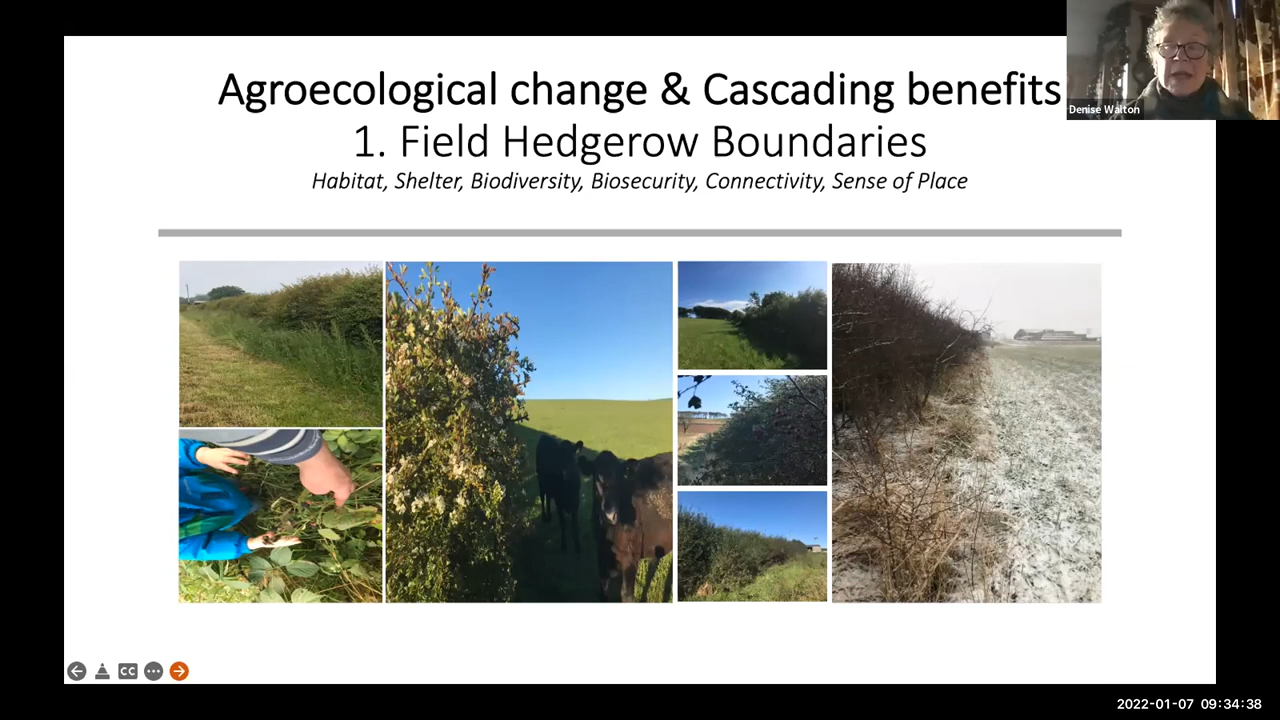 Agroecological change & Cascading benefits
1. Field Hedgerow Boundaries
Habitat, Shelter, Biodiversity, Biosecurity, Connectivity, Sense of Place
Denise Walton
CC
2022-01-07 09:34:38